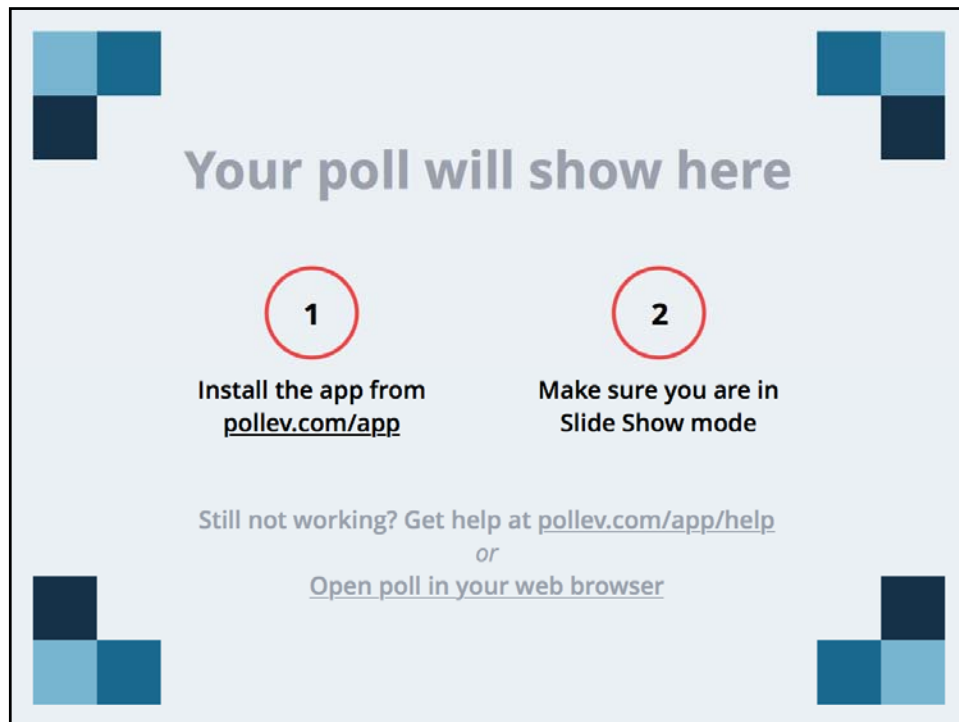 Your poll will show here
1
Install the app from
pollev.com/app
2
Make sure you are in
Slide Show mode
Still not working? Get help at pollev.com/app/help
or
Open poll in your web browser